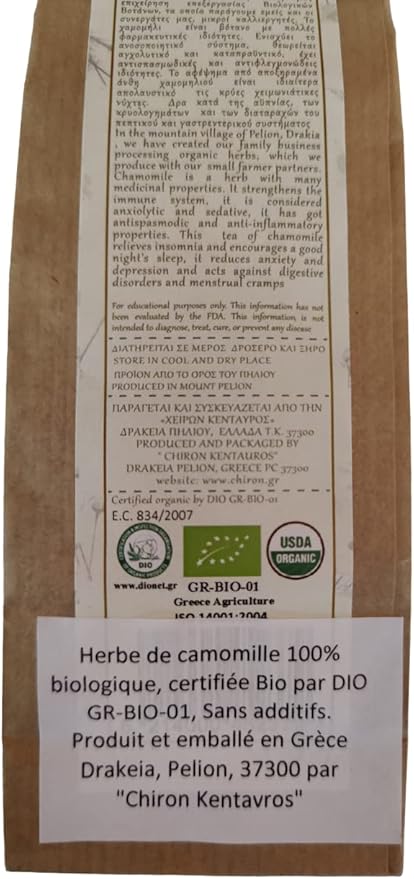 επιχείρηση επεξεργασίας Βιολογικών
Βοτάνων, τα οποία παράγουμε εμείς και οι
συνεργάτες μας, μικροί καλλιεργητές. Το
χαμομήλι είναι βότανο με πολλές
φαρμακευτικές ιδιότητες. Ενισχύει το
ανοσοποιητικό σύστημα, θεωρείται
αγχολυτικό και καταπραϋντικό, έχει
αντισπασμωδικές και αντιφλεγμονώδεις
ιδιότητες. Το αφέψημα από αποξηραμένα
άνθη χαμομηλιού είναι ιδιαίτερα
απολαυστικό τις κρύες χειμωνιάτικες
νύχτες. Δρα κατά της αϋπνίας, των
κρυολογημάτων και των διαταραχών του
πεπτικού και γαστρεντερικού συστήματος
In the mountain village of Pelion, Drakia
, we have created our family business
processing organic herbs, which we
produce with our small farmer partners.
Chamomile is a herb with many
medicinal properties. It strengthens the
immune system, it is considered
anxiolytic and sedative, it has got
antispasmodic and anti-inflammatory
properties. This tea of chamomile
relieves insomnia and encourages a good
night's sleep, it reduces anxiety and
depression and acts against digestive
disorders and menstrual cramps
For educational purposes only. This information has not
been evaluated by the FDA. This information is not
intended to diagnose, treat, cure, or prevent any disease
ΔΙΑΤΗΡΕΙΤΑΙ ΣΕ ΜΕΡΟΣ ΔΡΟΣΕΡΟ ΚΑΙ ΞΗΡΟ
STORE IN COOL AND DRY PLACE
ΠΡΟΪΟΝ ΑΠΟ ΤΟ ΟΡΟΣ ΤΟΥ ΠΗΛΙΟΥ
PRODUCED IN MOUNT PELION
ΠΑΡΑΓΕΤΑΙ ΚΑΙ ΣΥΣΚΕΥΑΖΕΤΑΙ ΑΠΟ ΤΗΝ
«ΧΕΙΡΩΝ ΚΕΝΤΑΥΡΟΣ»
ΔΡΑΚΕΙΑ ΠΗΛΙΟΥ, ΕΛΛΑΔΑ Τ.Κ. 37300
PRODUCED AND PACKAGED BY
" CHIRON KENTAUROS"
DRAKEIA PELION, GREECE PC 37300
website: www.chiron.gr
Certified organic by DIO GR-BIO-01
E.C. 834/2007
DIO
USDA
ORGANIC
www.dionet.gr GR-BIO-01
Greece Agriculture
ISO 14001:2004
Herbe de camomille 100%
biologique, certifiée Bio par DIO
GR-BIO-01, Sans additifs.
Produit et emballé en Grèce
Drakeia, Pelion, 37300 par
"Chiron Kentavros"